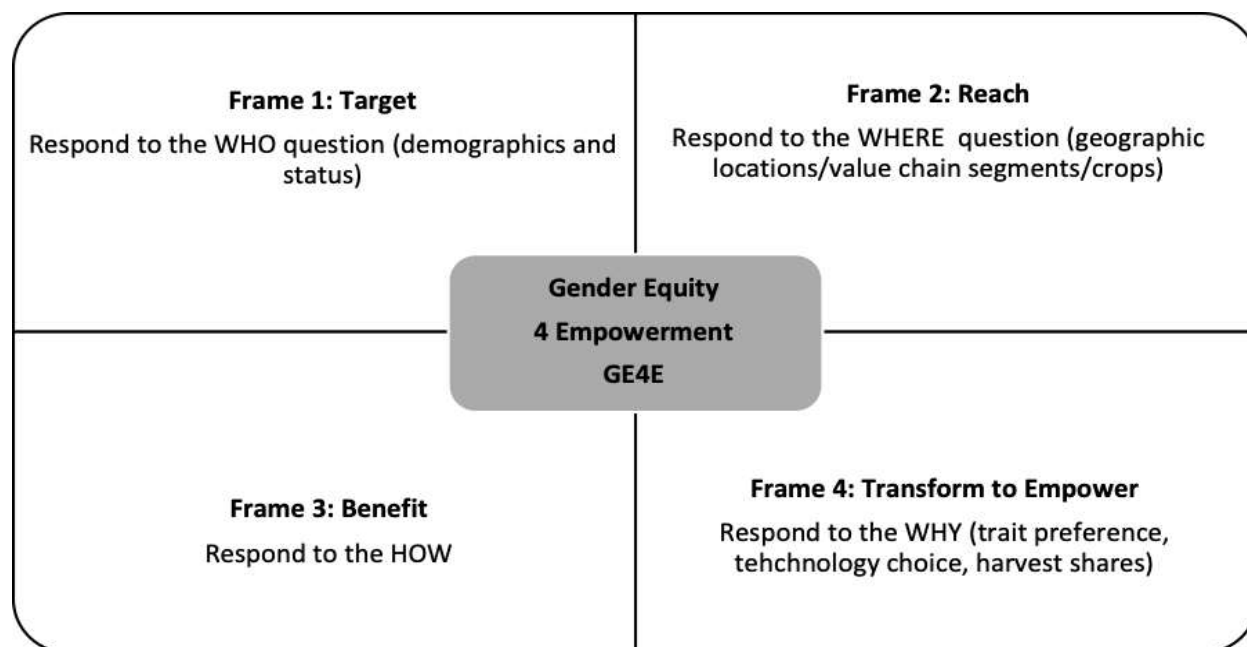 Frame 1: Target
Respond to the WHO question (demographics and
status)
Frame 2: Reach
Respond to the WHERE question (geographic
locations/value chain segments/crops)
Gender Equity
4 Empowerment
GE4E
Frame 3: Benefit
Respond to the HOW
Frame 4: Transform to Empower
Respond to the WHY (trait preference,
tehchnology choice, harvest shares)